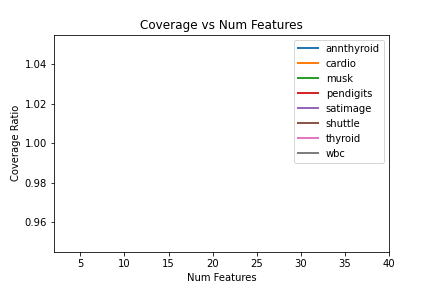 Coverage vs Num Features
annthyroid
cardio
musk
pendigits
satimage
shuttle
thyroid
wbc
Coverage Ratio
1.04
1.02
1.00
0.98
0.96
5 10 15 20 25 30 35 40
Num Features